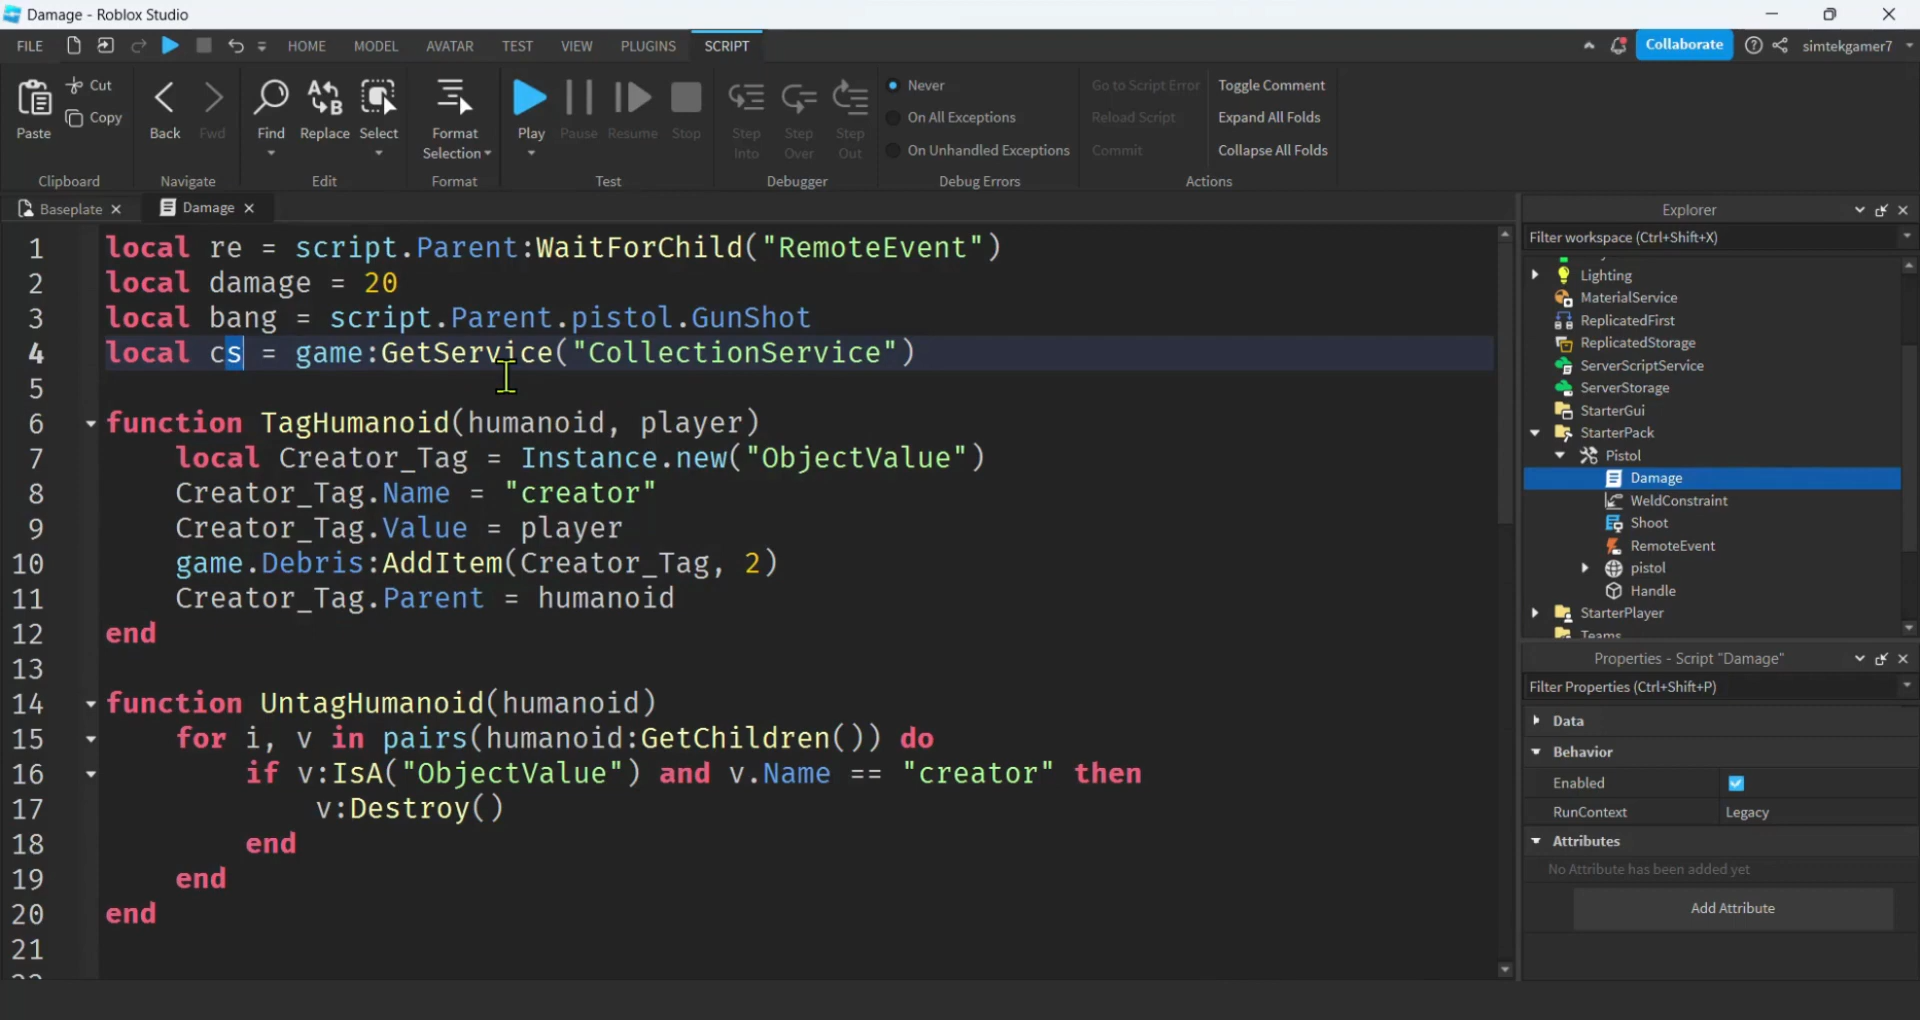 Damage - Roblox Studio
FILE HOME MODEL AVATAR TEST VIEW PLUGINS SCRIPT Collaborate simtekgamer7
Paste Cut Copy Clipboard
Back Fwd Navigate
Find Replace Select Edit
Format Selection Format
Play Pause Resume Stop Test
Step Into Step Over Step Out Debugger
Never
On All Exceptions
On Unhandled Exceptions
Debug Errors
Go to Script Error
Reload Script
Commit
Toggle Comment
Expand All Folds
Collapse All Folds
Actions
Baseplate Damage
1 local re = script.Parent:WaitForChild("RemoteEvent")
2 local damage = 20
3 local bang = script.Parent.pistol.GunShot
4 local cs = game:GetService("CollectionService")
5
6 function TagHumanoid(humanoid, player)
7 local Creator_Tag = Instance.new("ObjectValue")
8 Creator_Tag.Name = "creator"
9 Creator_Tag.Value = player
10 game.Debris:AddItem(Creator_Tag, 2)
11 Creator_Tag.Parent = humanoid
12 end
13
14 function UntagHumanoid(humanoid)
15 for i, v in pairs(humanoid:GetChildren()) do
16 if v:IsA("ObjectValue") and v.Name == "creator" then
17 v:Destroy()
18 end
19 end
20 end
21
Explorer
Filter workspace (Ctrl+Shift+X)
Lighting
MaterialService
ReplicatedFirst
ReplicatedStorage
ServerScriptService
ServerStorage
StarterGui
StarterPack
Pistol
Damage
WeldConstraint
Shoot
RemoteEvent
pistol
Handle
StarterPlayer
Teams
Properties - Script "Damage"
Filter Properties (Ctrl+Shift+P)
Data
Behavior
Enabled
RunContext Legacy
Attributes
No Attribute has been added yet
Add Attribute